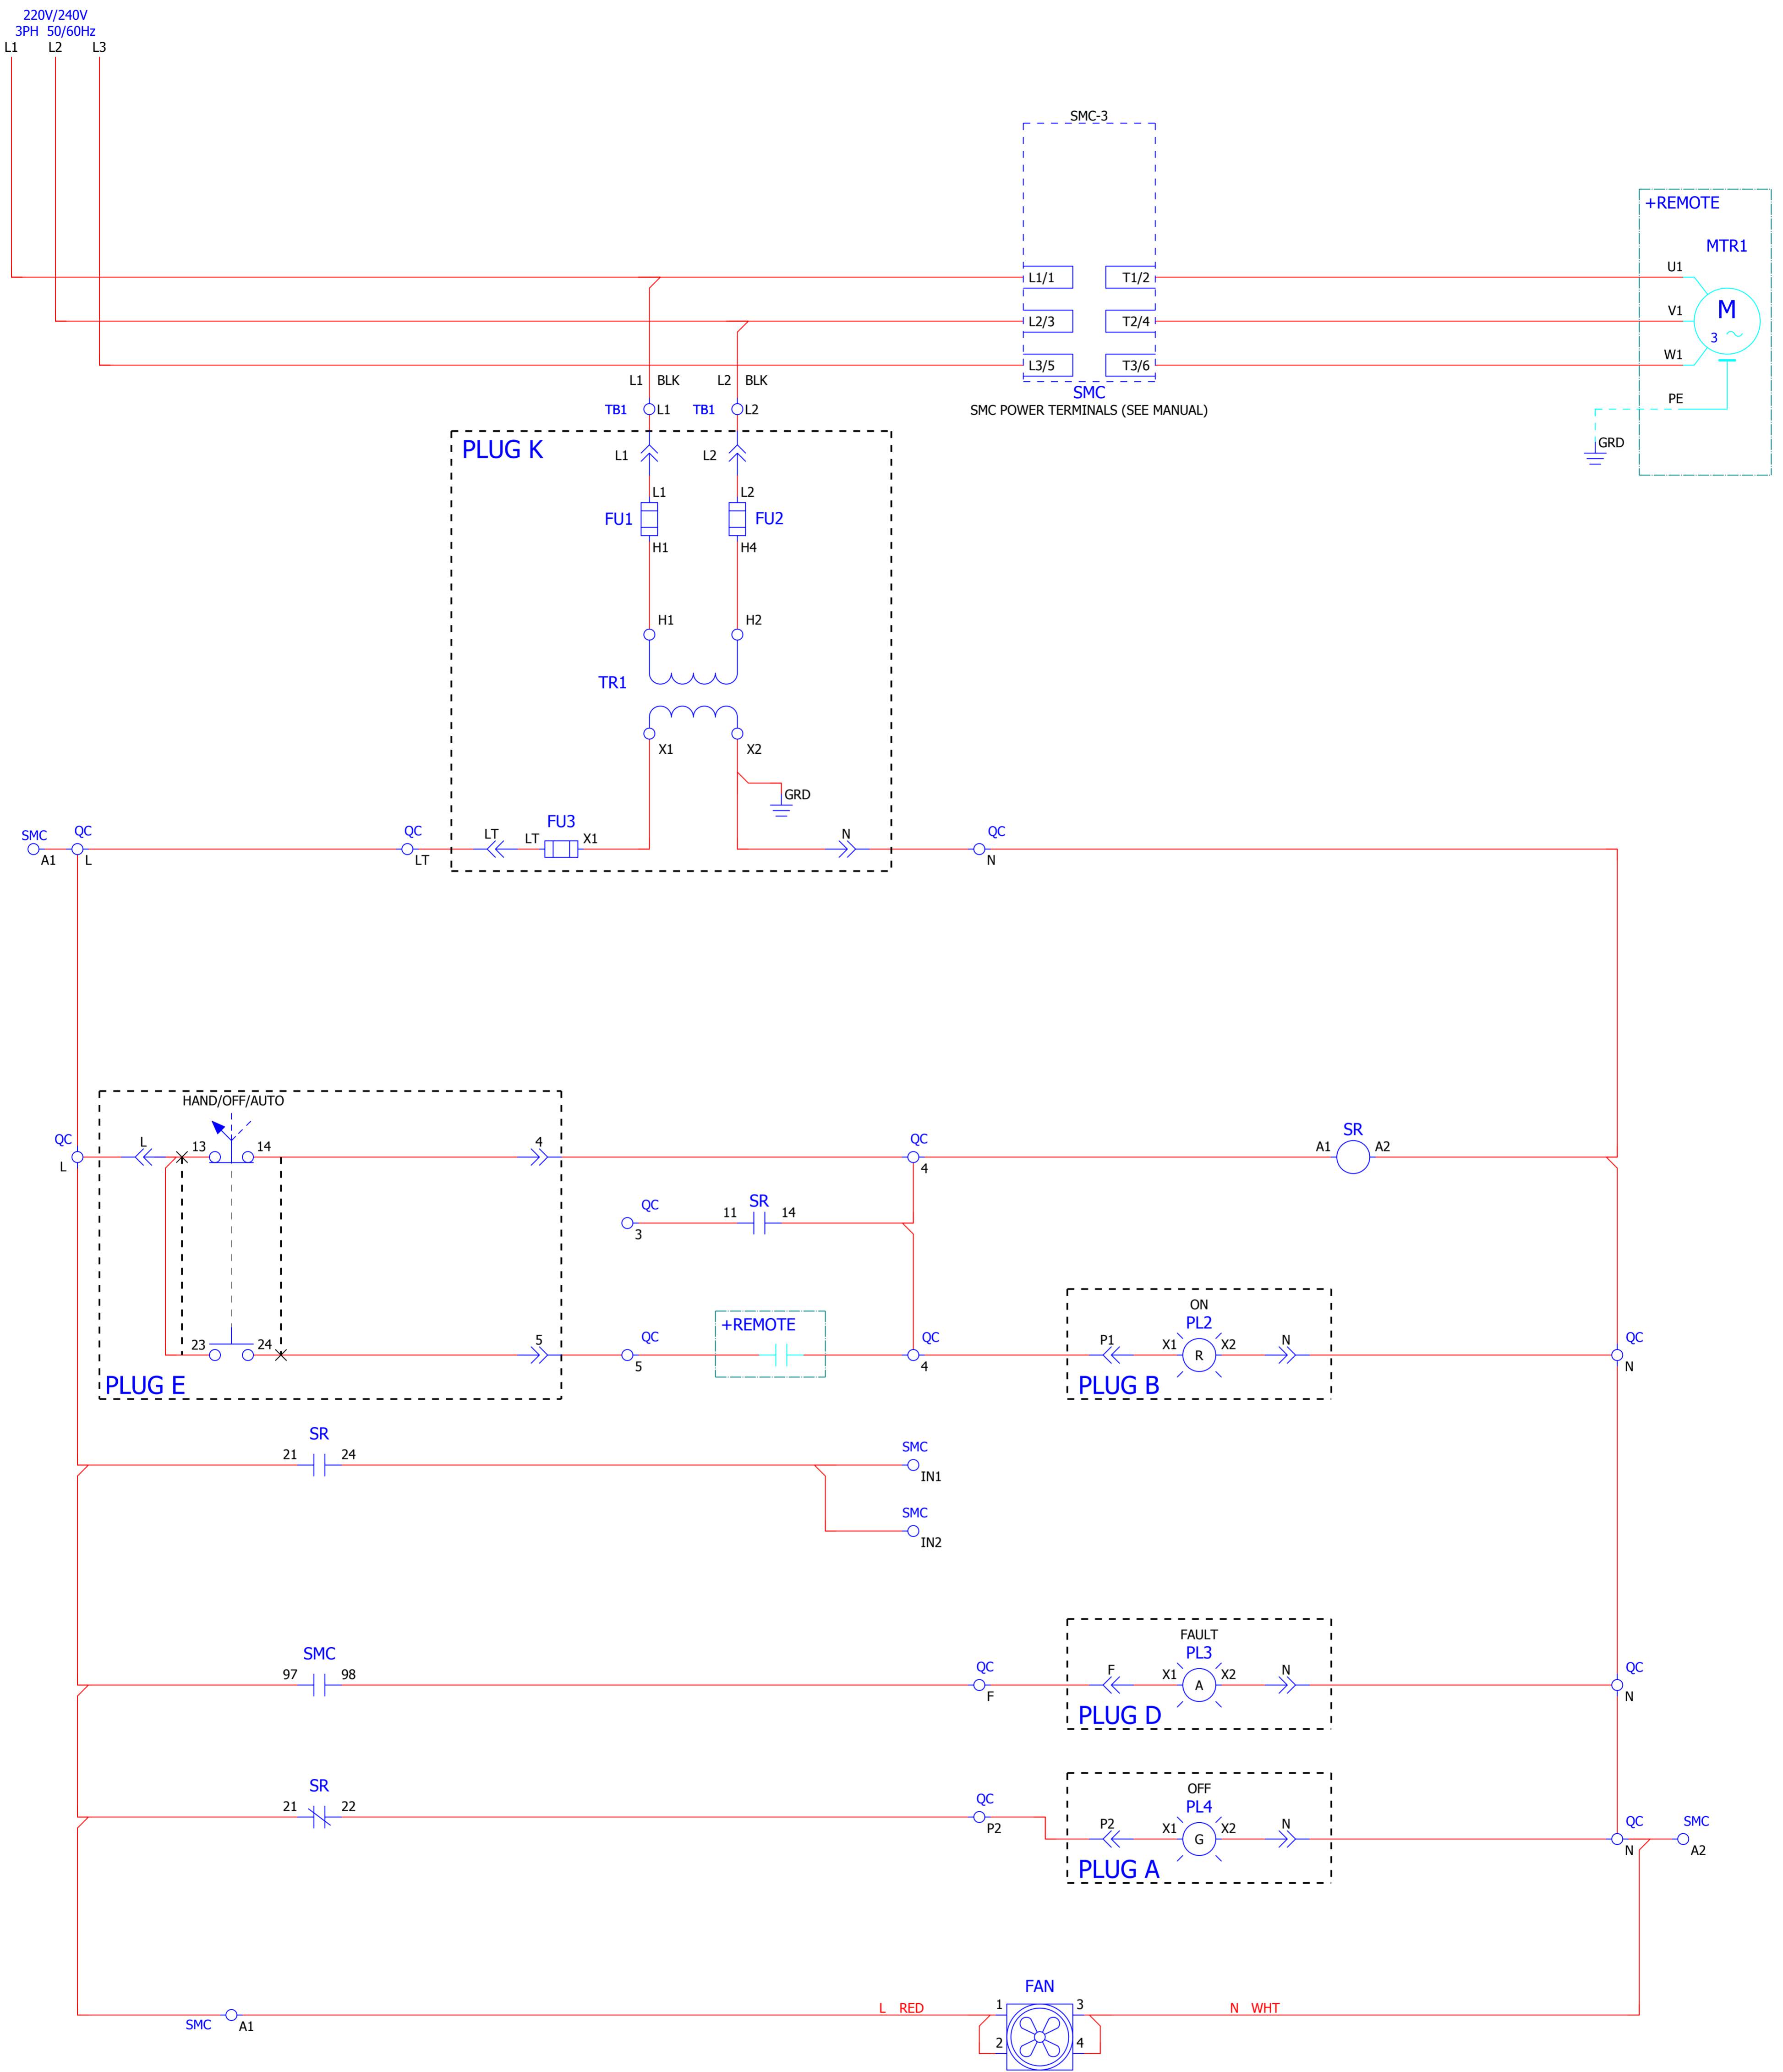 220V/240V
3PH 50/60Hz
L1 L2 L3
SMC-3
+REMOTE
MTR1
L1/1 T1/2 U1
L2/3 T2/4 V1
M
3
L3/5 T3/6 W1
L1 BLK L2 BLK
SMC
PE
TB1 L1 TB1 L2
SMC POWER TERMINALS (SEE MANUAL)
GRD
PLUG K
L1 L2
L1 L2
FU1 FU2
H1 H4
H1 H2
TR1
X1 X2
GRD
FU3
SMC QC QC LT LT X1 N QC
A1 L LT N
HAND/OFF/AUTO
QC L 13 14 4 QC SR
L 4 A1 A2
QC 11 SR 14
3
ON
+REMOTE PL2
23 24 5 QC QC P1 X1 X2 N QC
R
5 4 N
PLUG E PLUG B
SR
21 24 SMC
IN1
SMC
IN2
FAULT
SMC PL3
97 98 QC F X1 X2 N QC
A
F N
PLUG D
SR OFF
21 22 QC PL4
P2 P2 X1 X2 N QC SMC
G
N A2
PLUG A
FAN
L RED 1 3 N WHT
SMC A1
2 4